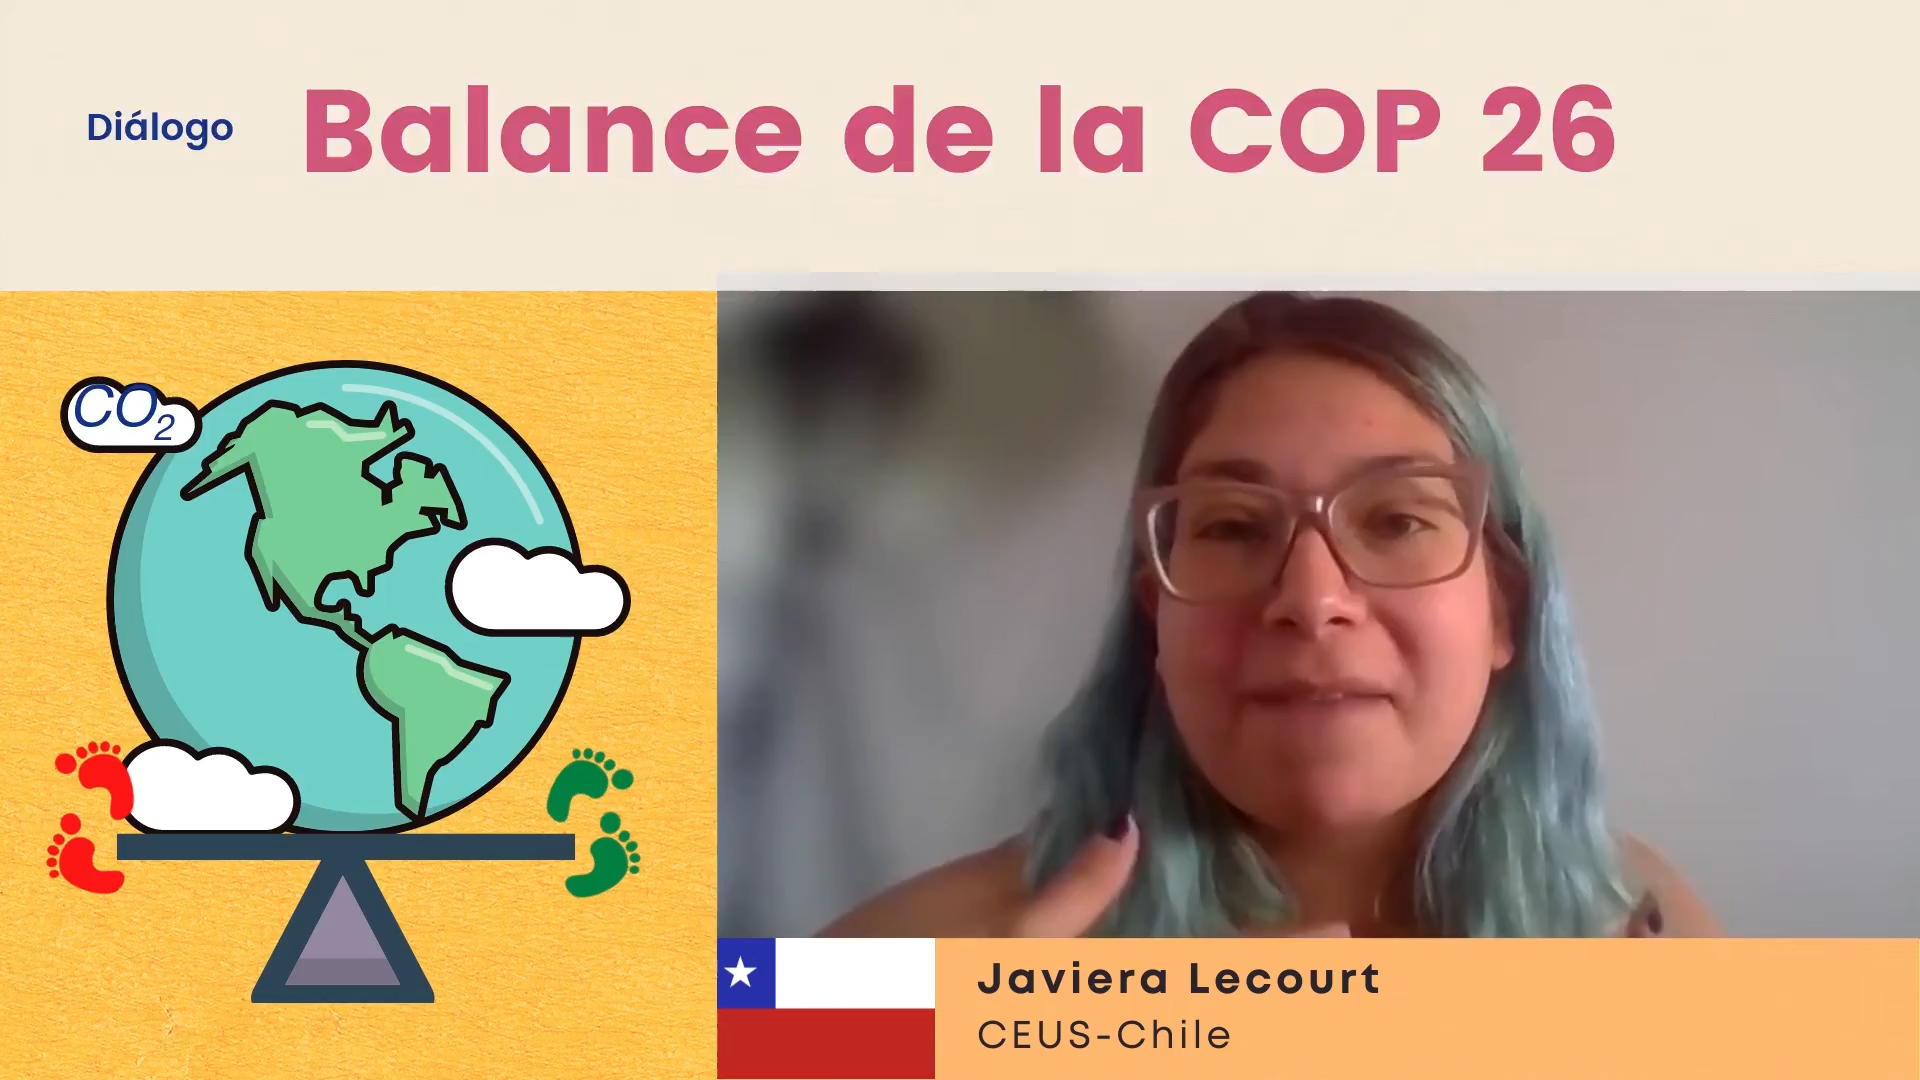 Diálogo
Balance de la COP 26
CO₂
Javiera Lecourt
CEUS-Chile